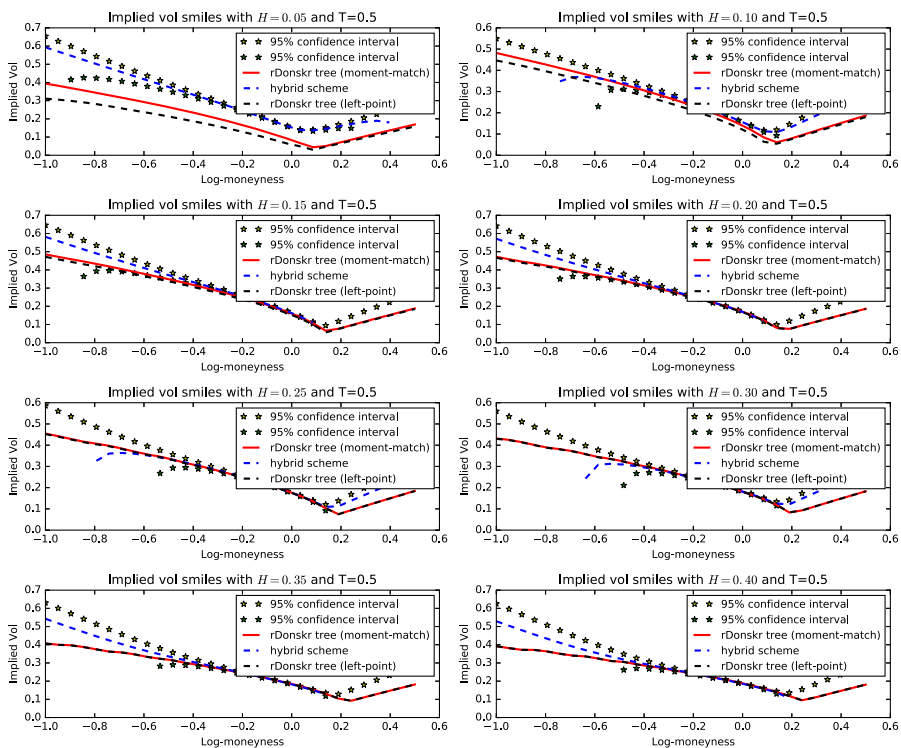 Implied vol smiles with H = 0.05 and T=0.5
Implied Vol
0.7
0.6
0.5
0.4
0.3
0.2
0.1
0.0
95% confidence interval
95% confidence interval
rDonskr tree (moment-match)
hybrid scheme
rDonskr tree (left-point)
−1.0 −0.8 −0.6 −0.4 −0.2 0.0 0.2 0.4 0.6
Log-moneyness
Implied vol smiles with H = 0.10 and T=0.5
Implied Vol
0.6
0.5
0.4
0.3
0.2
0.1
0.0
95% confidence interval
95% confidence interval
rDonskr tree (moment-match)
hybrid scheme
rDonskr tree (left-point)
−1.0 −0.8 −0.6 −0.4 −0.2 0.0 0.2 0.4 0.6
Log-moneyness
Implied vol smiles with H = 0.15 and T=0.5
Implied Vol
0.7
0.6
0.5
0.4
0.3
0.2
0.1
0.0
95% confidence interval
95% confidence interval
rDonskr tree (moment-match)
hybrid scheme
rDonskr tree (left-point)
−1.0 −0.8 −0.6 −0.4 −0.2 0.0 0.2 0.4 0.6
Log-moneyness
Implied vol smiles with H = 0.20 and T=0.5
Implied Vol
0.7
0.6
0.5
0.4
0.3
0.2
0.1
0.0
95% confidence interval
95% confidence interval
rDonskr tree (moment-match)
hybrid scheme
rDonskr tree (left-point)
−1.0 −0.8 −0.6 −0.4 −0.2 0.0 0.2 0.4 0.6
Log-moneyness
Implied vol smiles with H = 0.25 and T=0.5
Implied Vol
0.6
0.5
0.4
0.3
0.2
0.1
0.0
95% confidence interval
95% confidence interval
rDonskr tree (moment-match)
hybrid scheme
rDonskr tree (left-point)
−1.0 −0.8 −0.6 −0.4 −0.2 0.0 0.2 0.4 0.6
Log-moneyness
Implied vol smiles with H = 0.30 and T=0.5
Implied Vol
0.6
0.5
0.4
0.3
0.2
0.1
0.0
95% confidence interval
95% confidence interval
rDonskr tree (moment-match)
hybrid scheme
rDonskr tree (left-point)
−1.0 −0.8 −0.6 −0.4 −0.2 0.0 0.2 0.4 0.6
Log-moneyness
Implied vol smiles with H = 0.35 and T=0.5
Implied Vol
0.7
0.6
0.5
0.4
0.3
0.2
0.1
0.0
95% confidence interval
95% confidence interval
rDonskr tree (moment-match)
hybrid scheme
rDonskr tree (left-point)
−1.0 −0.8 −0.6 −0.4 −0.2 0.0 0.2 0.4 0.6
Log-moneyness
Implied vol smiles with H = 0.40 and T=0.5
Implied Vol
0.7
0.6
0.5
0.4
0.3
0.2
0.1
0.0
95% confidence interval
95% confidence interval
rDonskr tree (moment-match)
hybrid scheme
rDonskr tree (left-point)
−1.0 −0.8 −0.6 −0.4 −0.2 0.0 0.2 0.4 0.6
Log-moneyness